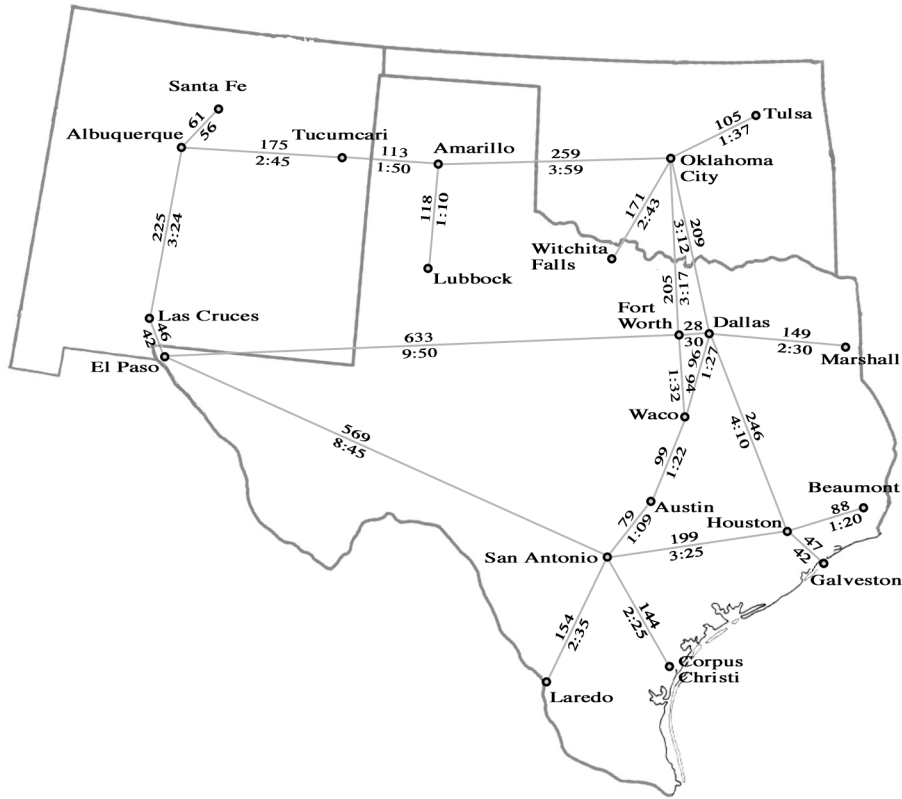 Santa Fe
61
56
Albuquerque
175
2:45
Tucumcari
113
1:50
Amarillo
259
3:59
105
1:37
Tulsa
Oklahoma
City
118
1:10
Lubbock
171
2:43
Witchita
Falls
3:12
205
209
3:17
225
3:24
Las Cruces
46
42
El Paso
633
9:50
Fort
Worth
28
30
Dallas
149
2:30
Marshall
1:32
94
96
1:27
Waco
246
4:10
569
8:45
99
1:22
Austin
79
1:09
Houston
Beaumont
88
1:20
San Antonio
199
3:25
47
42
Galveston
154
2:35
144
2:25
Corpus
Christi
Laredo